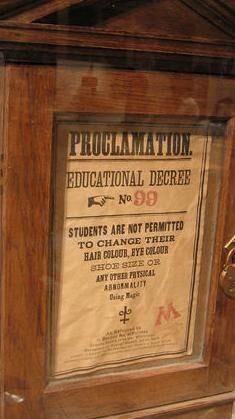 PROCLAMATION.
EDUCATIONAL DECREE
No. 99
STUDENTS ARE NOT PERMITTED
TO CHANGE THEIR
HAIR COLOUR, EYE COLOUR
SHOE SIZE OR
ANY OTHER PHYSICAL
ABNORMALITY
Using Magic
M